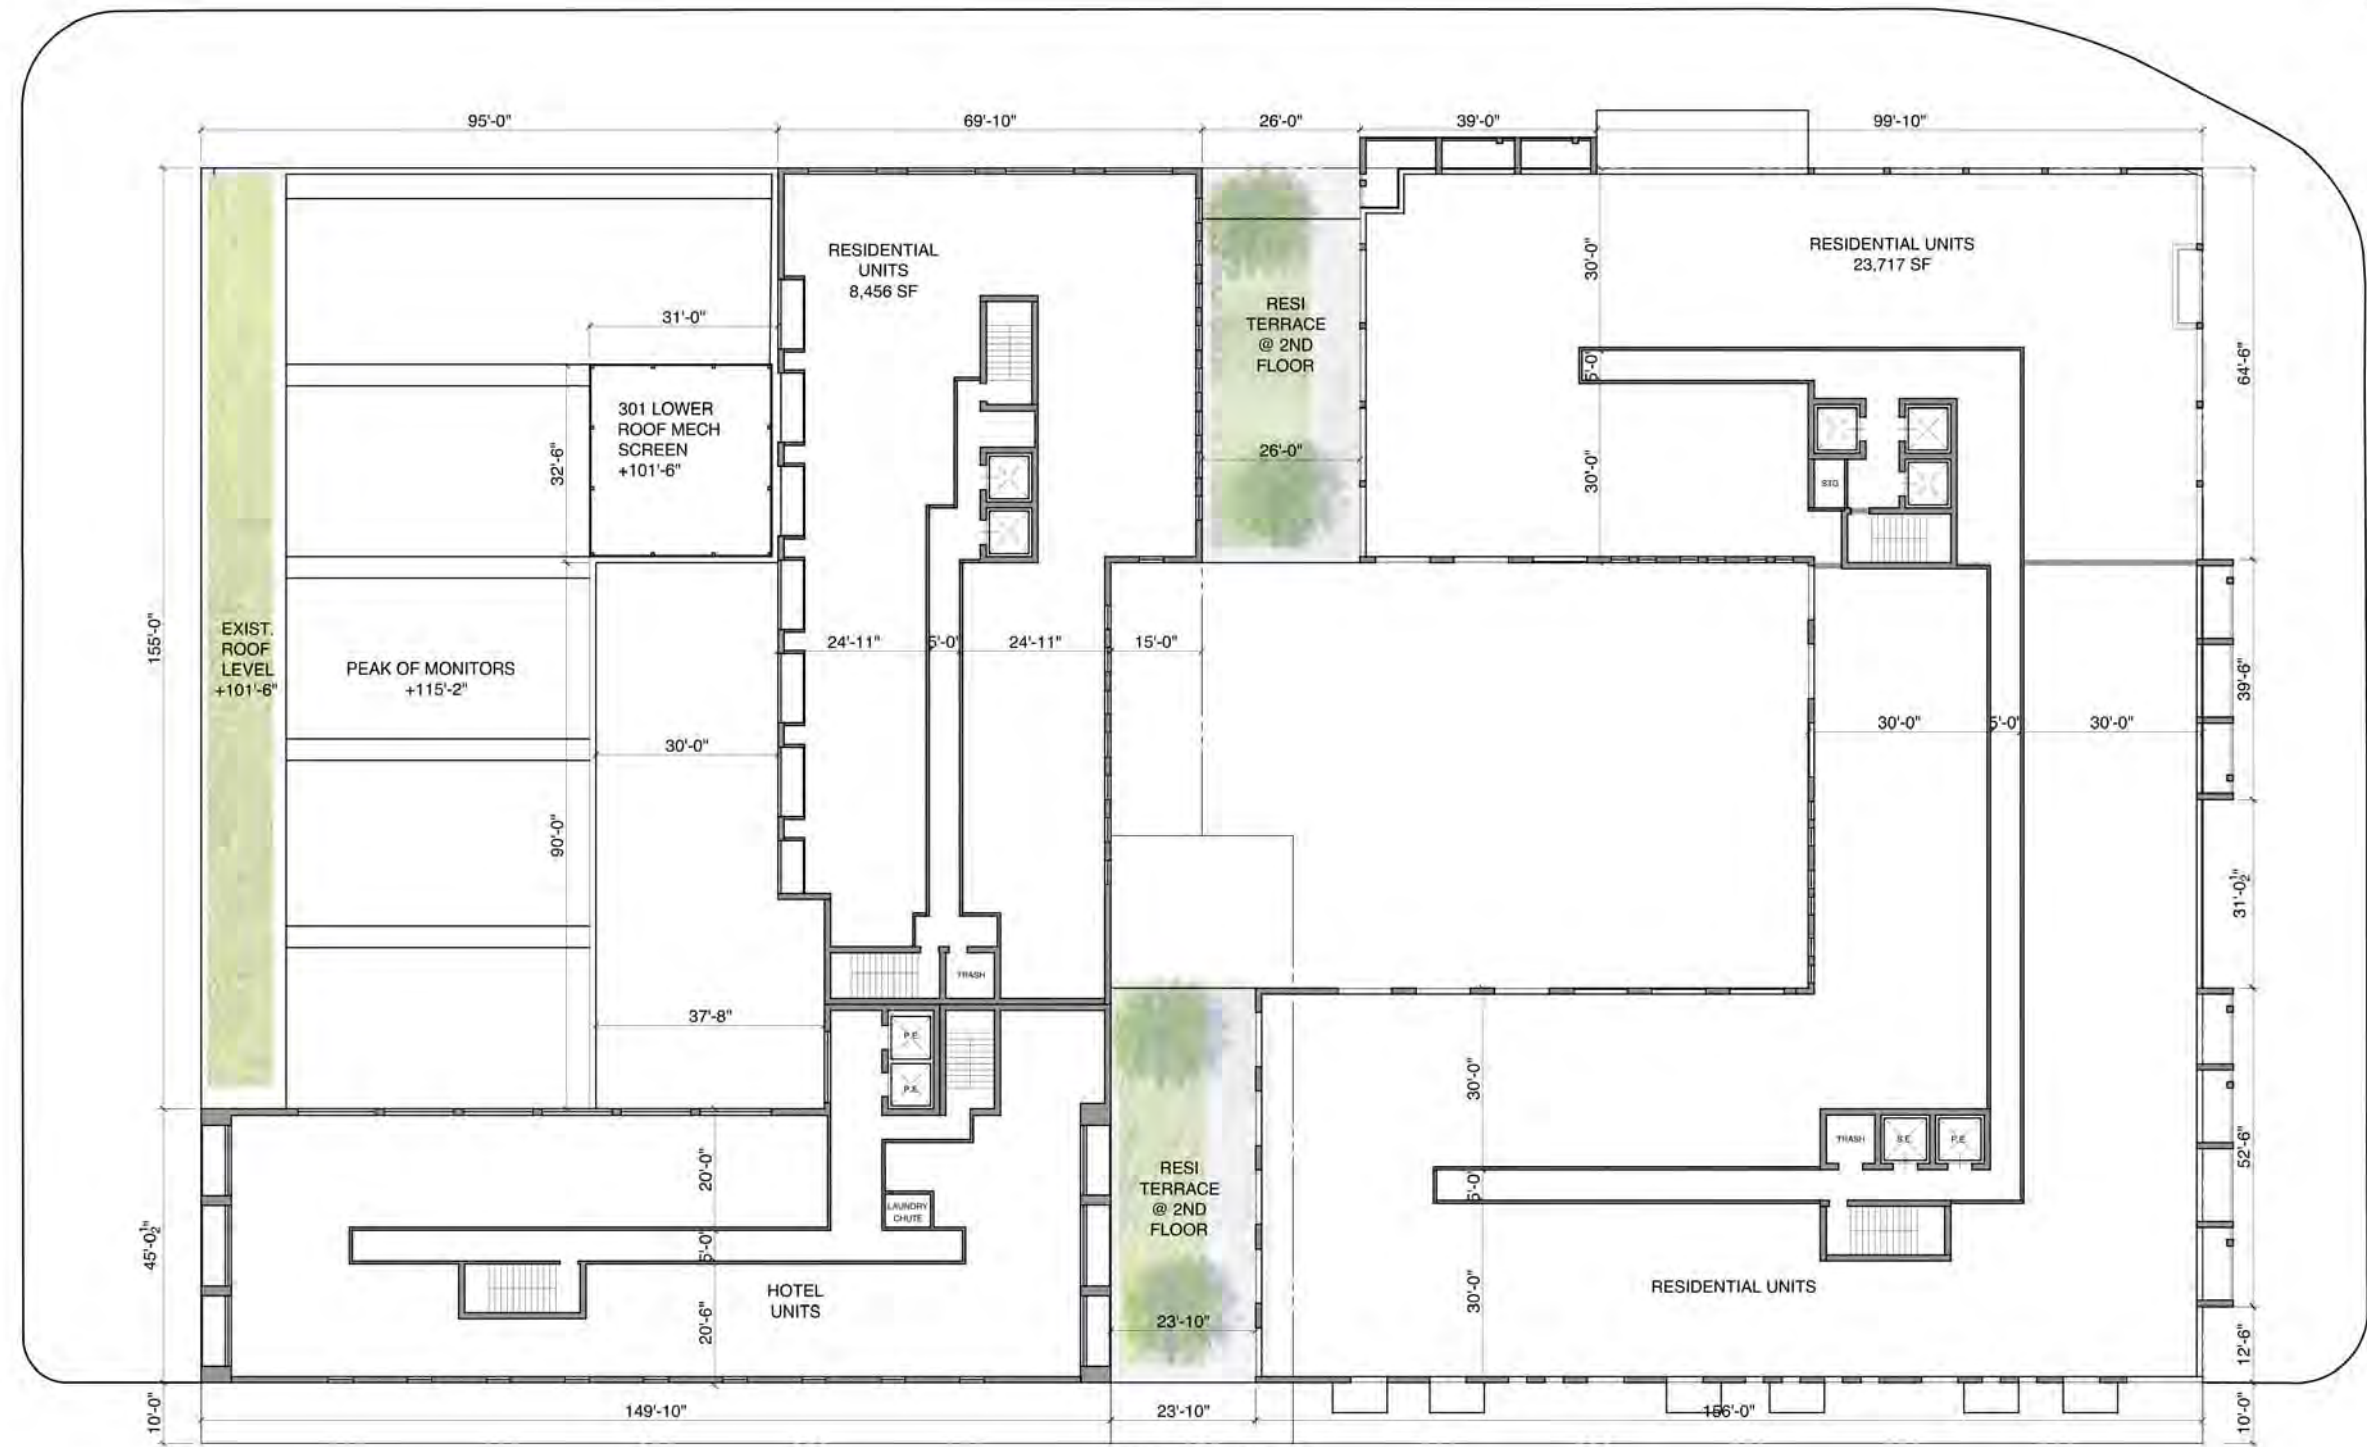 95'-0"
69'-10"
26'-0"
39'-0"
99'-10"
RESIDENTIAL
UNITS
8,456 SF
RESIDENTIAL UNITS
23,717 SF
30'-0"
RESI
TERRACE
@ 2ND
FLOOR
31'-0"
5'-0"
64'-6"
301 LOWER
ROOF MECH
SCREEN
+101'-6"
32'-6"
26'-0"
30'-0"
155'-0"
EXIST.
ROOF
LEVEL
+101'-6"
PEAK OF MONITORS
+115'-2"
24'-11"
5'-0"
24'-11"
15'-0"
39'-6"
30'-0"
5'-0"
30'-0"
30'-0"
90'-0"
31'-0½"
TRASH
37'-8"
P.E.
P.E.
30'-0"
TRASH
S.E.
P.E.
52'-6"
20'-0"
RESI
TERRACE
@ 2ND
FLOOR
5'-0"
LAUNDRY
CHUTE
45'-0½"
5'-0"
HOTEL
UNITS
RESIDENTIAL UNITS
20'-6"
30'-0"
23'-10"
12'-6"
10'-0"
149'-10"
23'-10"
156'-0"
10'-0"